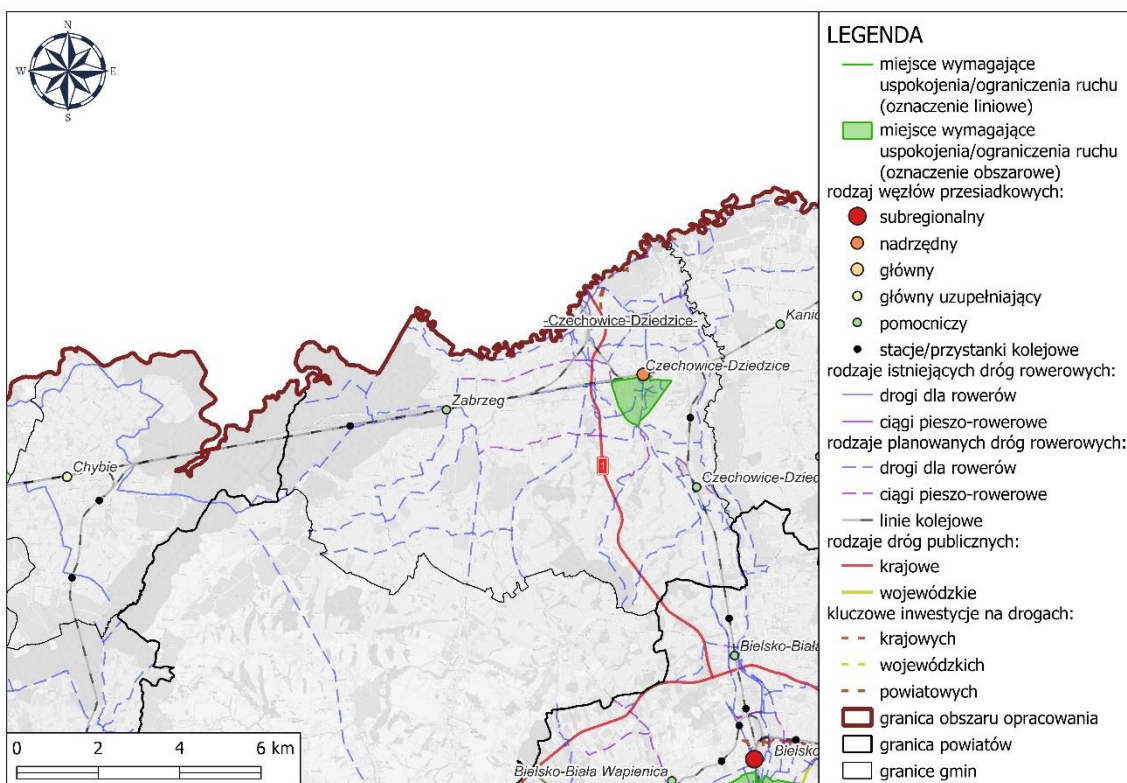 N
W
E
S
-Czechowice-Dziedzice-
Czechowice-Dziedzice
Zabrzeg
Chybie
1
Czechowice-Dzied
Bielsko-Biała
Bielsko-Biała Wapienica
0 2 4 6 km
LEGENDA
miejsce wymagające
uspokojenia/ograniczenia ruchu
(oznaczenie liniowe)
miejsce wymagające
uspokojenia/ograniczenia ruchu
(oznaczenie obszarowe)
rodzaj węzłów przesiadkowych:
subregionalny
nadrzędny
główny
główny uzupełniający
pomocniczy
stacje/przystanki kolejowe
rodzaje istniejących dróg rowerowych:
drogi dla rowerów
ciągi pieszo-rowerowe
rodzaje planowanych dróg rowerowych:
drogi dla rowerów
ciągi pieszo-rowerowe
linie kolejowe
rodzaje dróg publicznych:
krajowe
wojewódzkie
kluczowe inwestycje na drogach:
krajowych
wojewódzkich
powiatowych
granica obszaru opracowania
granica powiatów
granice gmin